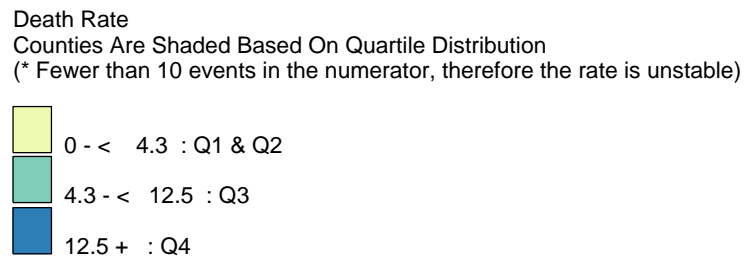 Death Rate
Counties Are Shaded Based On Quartile Distribution
(* Fewer than 10 events in the numerator, therefore the rate is unstable)
0 - < 4.3 : Q1 & Q2
4.3 - < 12.5 : Q3
12.5 + : Q4